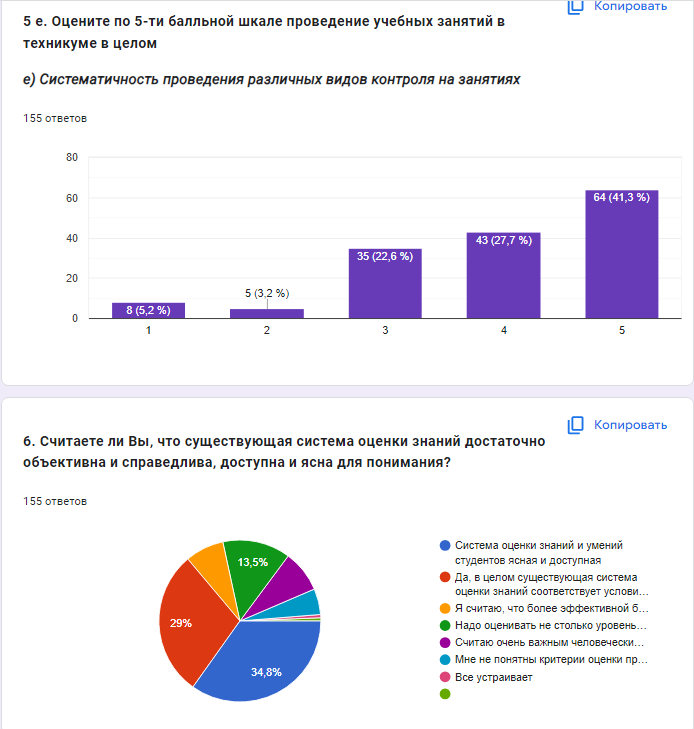 Копировать
5 е. Оцените по 5-ти балльной шкале проведение учебных занятий в
техникуме в целом
е) Систематичность проведения различных видов контроля на занятиях
155 ответов
80
60
40
20
0
8 (5,2 %)
5 (3,2 %)
35 (22,6 %)
43 (27,7 %)
64 (41,3 %)
1
2
3
4
5
Копировать
6. Считаете ли Вы, что существующая система оценки знаний достаточно
объективна и справедлива, доступна и ясна для понимания?
155 ответов
13,5%
29%
34,8%
Система оценки знаний и умений
студентов ясная и доступная
Да, в целом существующая система
оценки знаний соответствует услови…
Я считаю, что более эффективной б…
Надо оценивать не столько уровень…
Считаю очень важным человечески…
Мне не понятны критерии оценки пр…
Все устраивает